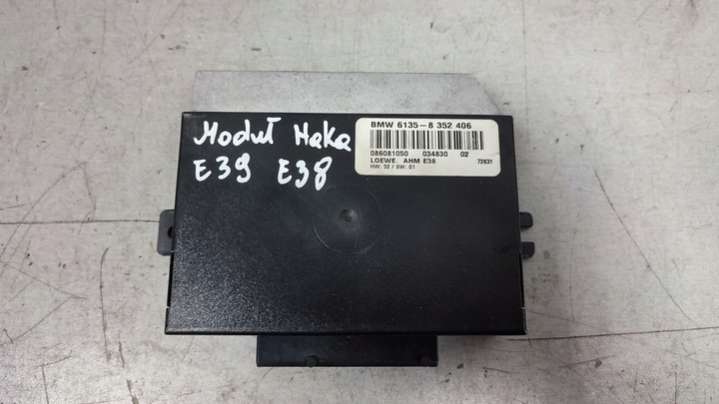 Moduł Haka
E39 E38
BMW 6135-8 352 406
086081050 034830 02
LOEWE. AHM E38 72631
HW: 02 / SW: 01